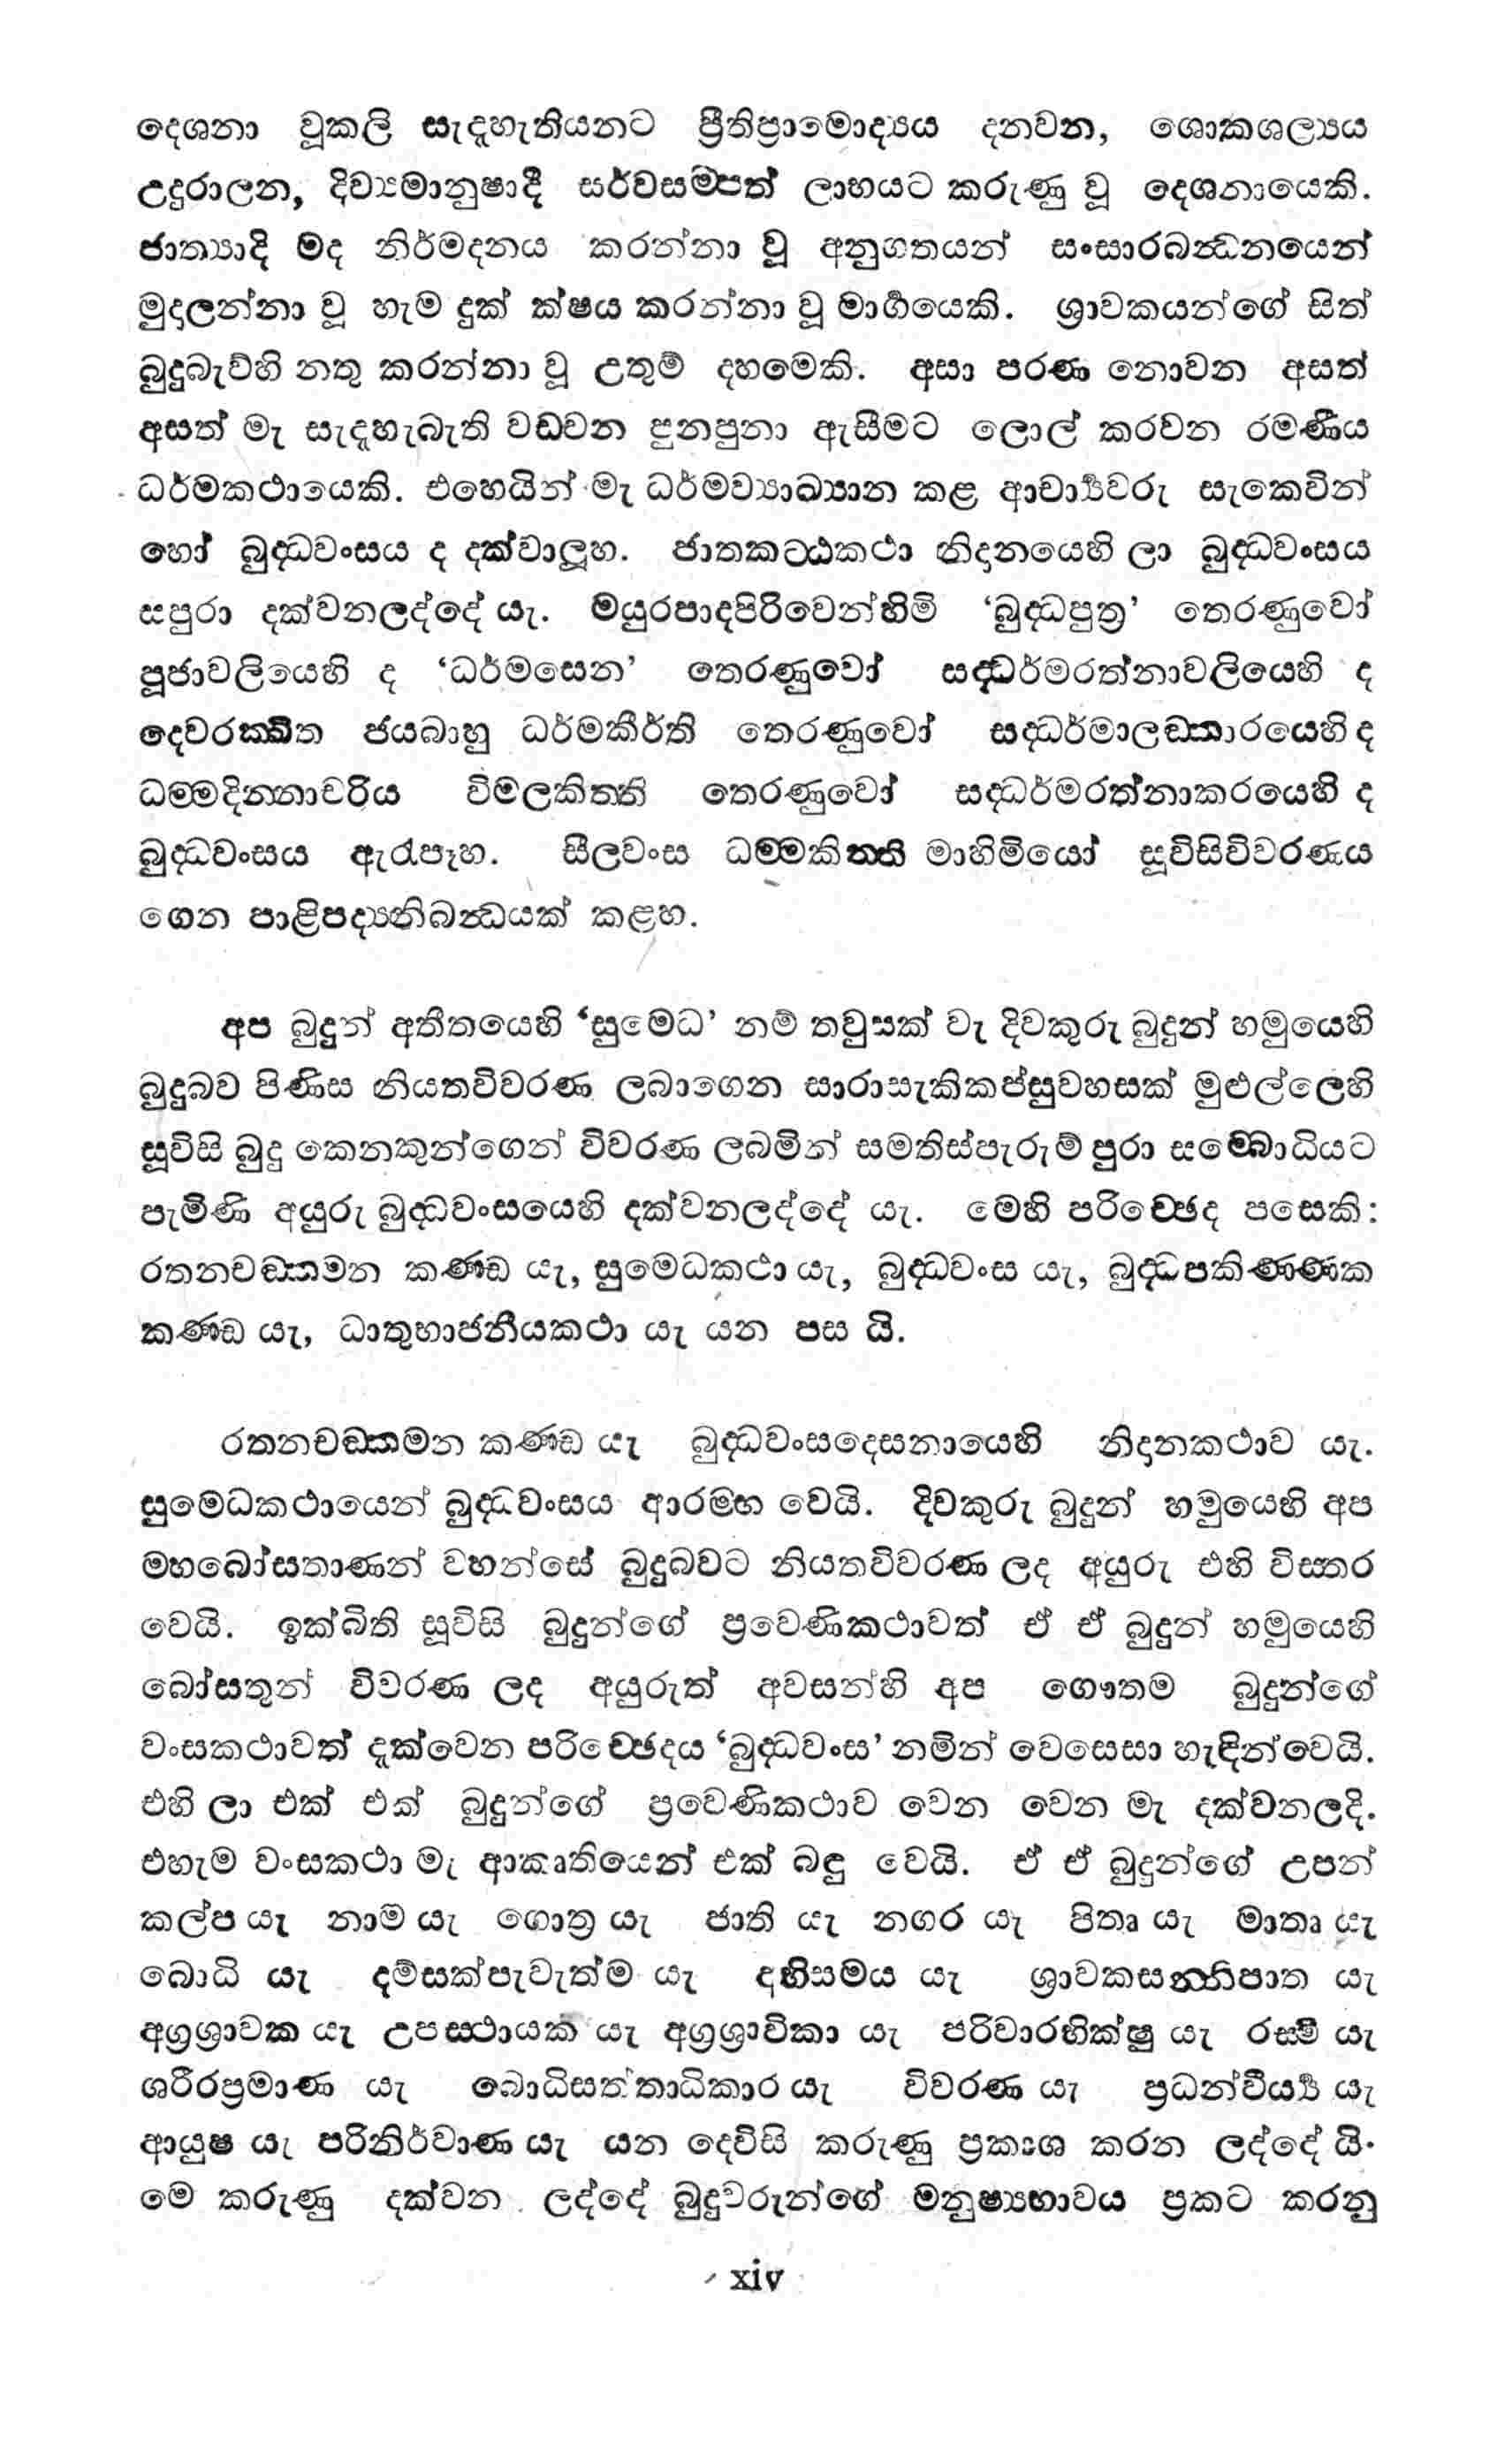 දෙශනා වූකලි සැදැහැතියනට ප්‍රීතිප්‍රාමොද්‍යය දනවන, ශොකශල්‍යය
උදුරාලන, දිව්‍යමානුෂාදී සර්වසම්පත් ලාභයට කරුණු වූ දෙශනායෙකි.
ජාත්‍යාදි මද නිර්මදනය කරන්නා වූ අනුගතයන් සංසාරබන්‍ධනයෙන්
මුදලන්නා වූ හැම දුක් ක්ෂය කරන්නා වූ මාර්‍ගයෙකි. ශ්‍රාවකයන්ගේ සිත්
බුදුබැව්හි නතු කරන්නා වූ උතුම් දහමෙකි. අසා පරණ නොවන අසත්
අසත් මැ සැදැහැබැති වඩවන පුනපුනා ඇසීමට ලොල් කරවන රමණීය
ධර්මකථායෙකි. එහෙයින් මැ ධර්මව්‍යාඛ්‍යාන කළ ආචාර්‍ය්‍යවරු සැකෙවින්
හෝ බුද්‍ධවංසය ද දක්වාලූහ. ජාතකට්ඨකථා නිදානයෙහි ලා බුද්‍ධවංසය
සපුරා දක්වනලද්දේ යැ. මයුරපාදපිරිවෙන්හිමි ‘බුද්‍ධපුත්‍ර’ තෙරණුවෝ
පූජාවලියෙහි ද ‘ධර්මසෙන’ තෙරණුවෝ සද්‍ධර්මරත්නාවලියෙහි ද
දෙවරක්ඛිත ජයබාහු ධර්මකීර්ති තෙරණුවෝ සද්‍ධර්මාලඞ්කාරයෙහි ද
ධම්මදින්නාචරිය විමලකිත්ති තෙරණුවෝ සද්‍ධර්මරත්නාකරයෙහි ද
බුද්‍ධවංසය ඇරැපෑහ. සීලවංස ධම්මකිත්ති මාහිමියෝ සූවිසිවිවරණය
ගෙන පාළිපද්‍යනිබන්‍ධයක් කළහ.
අප බුදුන් අතීතයෙහි ‘සුමෙධ’ නම් තවුසක් වැ දිවකුරු බුදුන් හමුයෙහි
බුදුබව පිණිස නියතවිවරණ ලබාගෙන සාරාසැකිකප්සුවහසක් මුළුල්ලෙහි
සූවිසි බුදු කෙනකුන්ගෙන් විවරණ ලබමින් සමතිස්පැරුම් පුරා සම්බොධියට
පැමිණි අයුරු බුද්‍ධවංසයෙහි දක්වනලද්දේ යැ. මෙහි පරිච්ඡෙද පසෙකි:
රතනචඞ්කමන කණ්ඩ යැ, සුමෙධකථා යැ, බුද්‍ධවංස යැ, බුද්‍ධපකිණ්ණක
කණ්ඩ යැ, ධාතුභාජනීයකථා යැ යන පස යි.
රතනචඞ්කමන කණ්ඩ යැ බුද්‍ධවංසදෙසනායෙහි නිදානකථාව යැ.
සුමෙධකථායෙන් බුද්‍ධවංසය ආරම්භ වෙයි. දිවකුරු බුදුන් හමුයෙහි අප
මහබෝසතාණන් වහන්සේ බුදුබවට නියතවිවරණ ලද අයුරු එහි විස්තර
වෙයි. ඉක්බිති සූවිසි බුදුන්ගේ ප්‍රවෙණිකථාවත් ඒ ඒ බුදුන් හමුයෙහි
බෝසතුන් විවරණ ලද අයුරුත් අවසන්හි අප ගෞතම බුදුන්ගේ
වංසකථාවත් දැක්වෙන පරිච්ඡෙදය ‘බුද්‍ධවංස’ නමින් වෙසෙසා හැඳින්වෙයි.
එහි ලා එක් එක් බුදුන්ගේ ප්‍රවෙණිකථාව වෙන වෙන මැ දක්වනලදි.
එහැම වංසකථා මැ ආකෘතියෙන් එක් බඳු වෙයි. ඒ ඒ බුදුන්ගේ උපන්
කල්ප යැ නාම යැ ගොත්‍ර යැ ජාති යැ නගර යැ පිතෘ යැ මාතෘ යැ
බොධි යැ දම්සක්පැවැත්ම යැ අභිසමය යැ ශ්‍රාවකසන්නිපාත යැ
අග්‍රශ්‍රාවක යැ උපස්ථායක යැ අග්‍රශ්‍රාවිකා යැ පරිවාරභික්ෂු යැ රස්මි යැ
ශරීරප්‍රමාණ යැ බොධිසත්තාධිකාර යැ විවරණ යැ ප්‍රධන්වීර්‍ය්‍ය යැ
ආයුෂ යැ පරිනිර්වාණ යැ යන දෙවිසි කරුණු ප්‍රකාශ කරන ලද්දේ යි.
මෙ කරුණු දක්වන ලද්දේ බුදුවරුන්ගේ මනුෂ්‍යභාවය ප්‍රකට කරනු
xiv